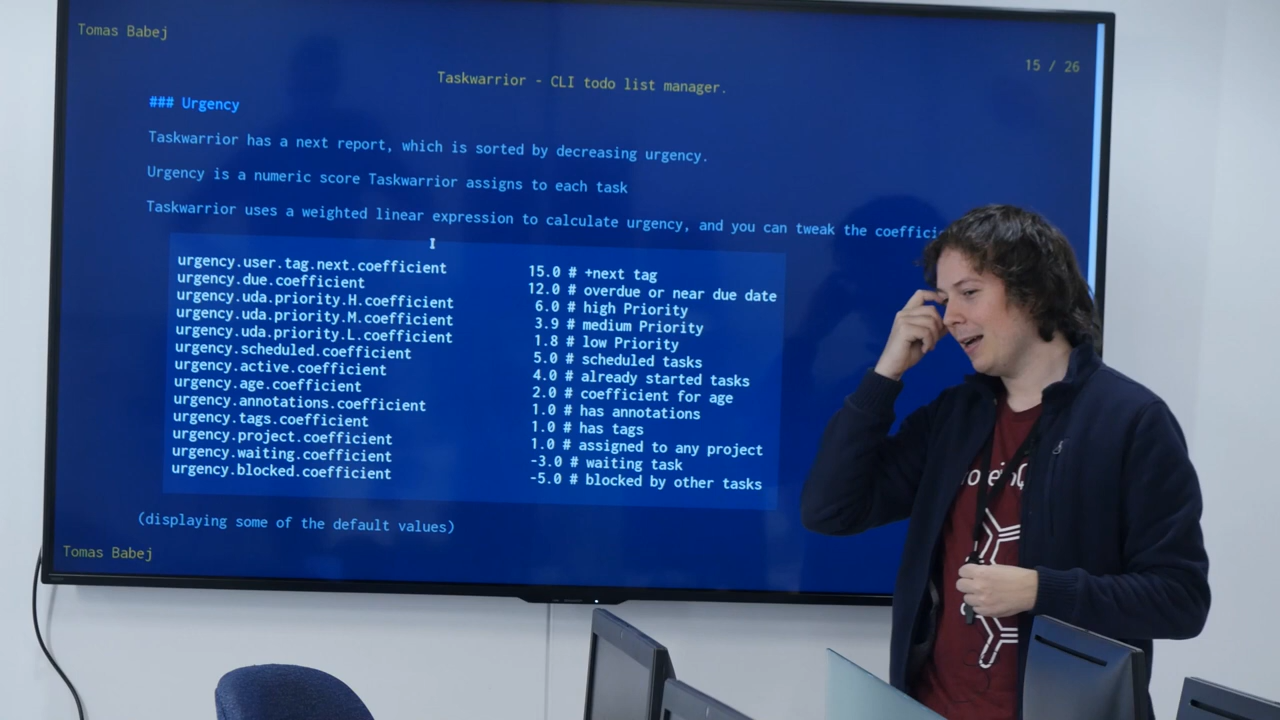 Tomas Babej
15 / 26
Taskwarrior - CLI todo list manager.
### Urgency
Taskwarrior has a next report, which is sorted by decreasing urgency.
Urgency is a numeric score Taskwarrior assigns to each task
Taskwarrior uses a weighted linear expression to calculate urgency, and you can tweak the
urgency.user.tag.next.coefficient 15.0 # +next tag
urgency.due.coefficient 12.0 # overdue or near due date
urgency.uda.priority.H.coefficient 6.0 # high Priority
urgency.uda.priority.M.coefficient 3.9 # medium Priority
urgency.uda.priority.L.coefficient 1.8 # low Priority
urgency.scheduled.coefficient 5.0 # scheduled tasks
urgency.active.coefficient 4.0 # already started tasks
urgency.age.coefficient 2.0 # coefficient for age
urgency.annotations.coefficient 1.0 # has annotations
urgency.tags.coefficient 1.0 # has tags
urgency.project.coefficient 1.0 # assigned to any project
urgency.waiting.coefficient -3.0 # waiting task
urgency.blocked.coefficient -5.0 # blocked by other tasks
(displaying some of the default values)
Tomas Babej